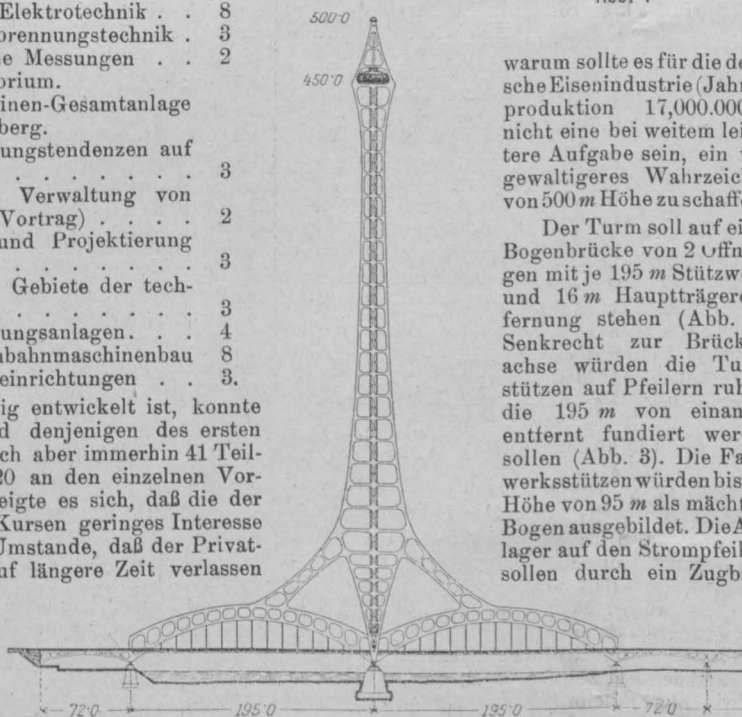 Elektrotechnik . . 8
brennungstechnik . 3
e Messungen . . 2
orium.
inen-Gesamtanlage
berg.
ungstendenzen auf
. . . . . . . 3
Verwaltung von
Vortrag) . . . . 2
und Projektierung
. . . . . . . 3
Gebiete der tech-
. . . . . . . 3
ungsanlagen. . . 4
nbahnmaschinenbau 8
einrichtungen . . 3.
ig entwickelt ist, konnte
d denjenigen des ersten
ch aber immerhin 41 Teil-
20 an den einzelnen Vor-
eigte es sich, daß die der
Kursen geringes Interesse
Umstande, daß der Privat-
uf längere Zeit verlassen
500·0
450·0
72·0
195·0
195·0
72·0
warum sollte es für die de
sche Eisenindustrie (Jahr
produktion 17,000.000
nicht eine bei weitem lei
tere Aufgabe sein, ein
gewaltigeres Wahrzeich
von 500 m Höhe zu schaffe
Der Turm soll auf ei
Bogenbrücke von 2 Öffn
gen mit je 195 m Stützwe
und 16 m Hauptträgere
fernung stehen (Abb.
Senkrecht zur Brück
achse würden die Tu
stützen auf Pfeilern ruh
die 195 m von einan
entfernt fundiert wer
sollen (Abb. 3). Die Fa
werksstützen würden bis
Höhe von 95 m als mächt
Bogen ausgebildet. Die A
lager auf den Strompfeil
sollen durch ein Zugb